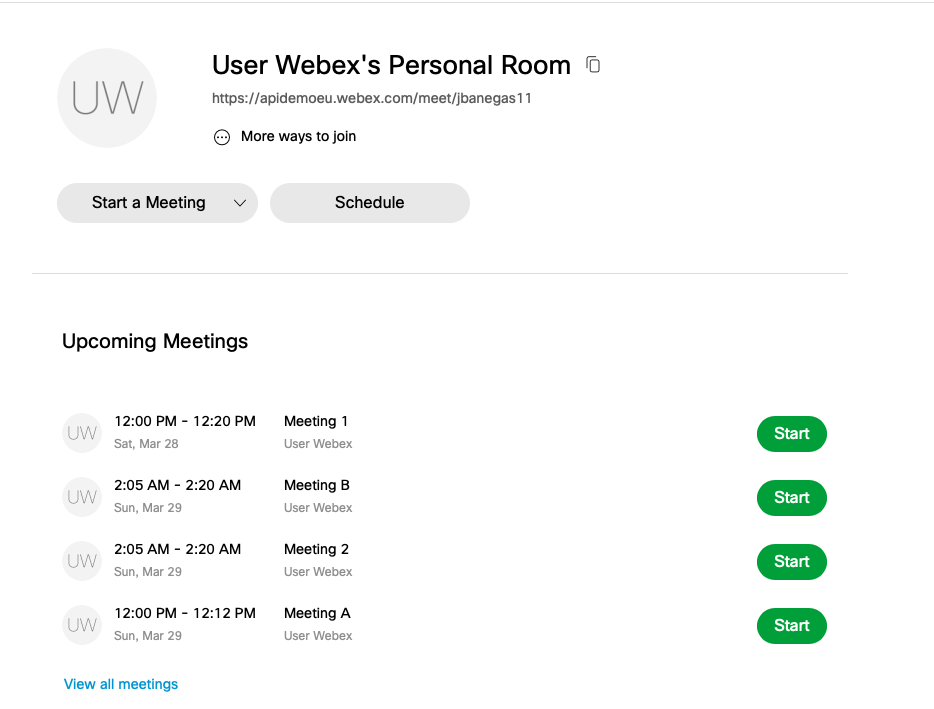 UW
User Webex's Personal Room
https://apidemoeu.webex.com/meet/jbanegas11
More ways to join
Start a Meeting
Schedule
Upcoming Meetings
UW
12:00 PM - 12:20 PM
Sat, Mar 28
Meeting 1
User Webex
Start
UW
2:05 AM - 2:20 AM
Sun, Mar 29
Meeting B
User Webex
Start
UW
2:05 AM - 2:20 AM
Sun, Mar 29
Meeting 2
User Webex
Start
UW
12:00 PM - 12:12 PM
Sun, Mar 29
Meeting A
User Webex
Start
View all meetings